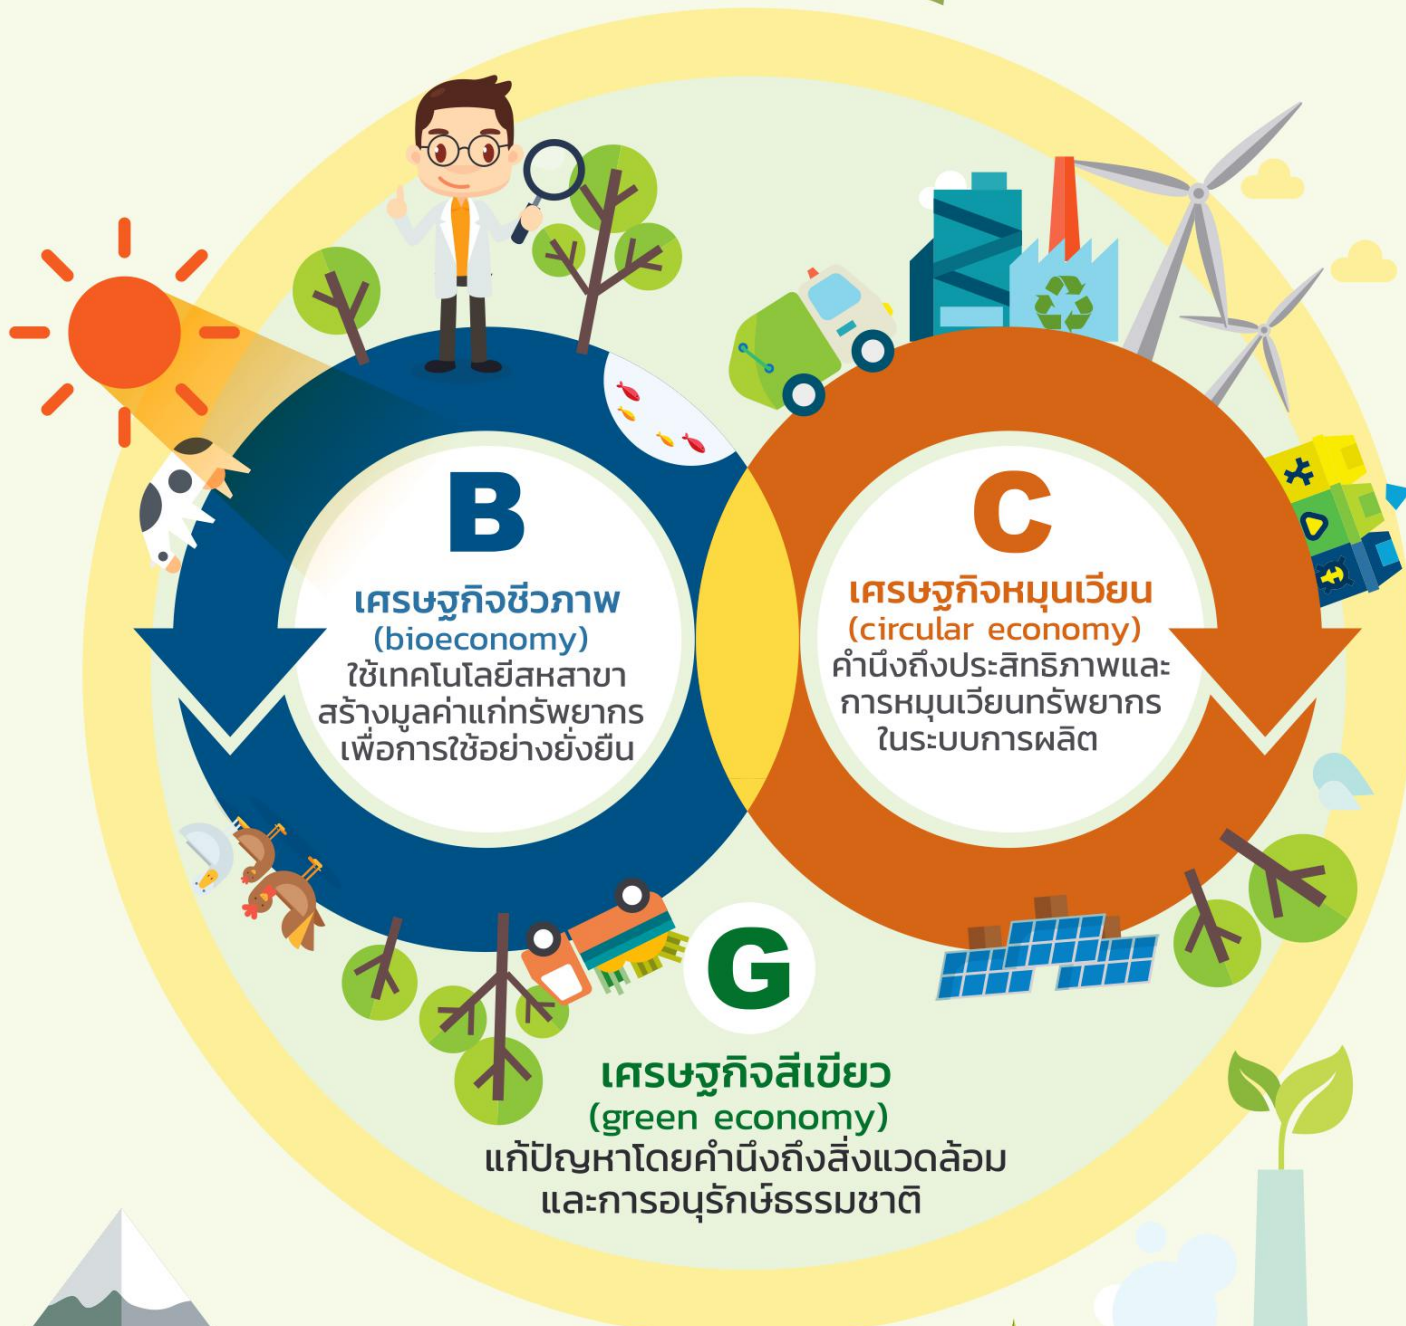 B
เศรษฐกิจชีวภาพ
(bioeconomy)
ใช้เทคโนโลยีสหสาขา
สร้างมูลค่าแก่ทรัพยากร
เพื่อการใช้อย่างยั่งยืน
C
เศรษฐกิจหมุนเวียน
(circular economy)
คำนึงถึงประสิทธิภาพและ
การหมุนเวียนทรัพยากร
ในระบบการผลิต
G
เศรษฐกิจสีเขียว
(green economy)
แก้ปัญหาโดยคำนึงถึงสิ่งแวดล้อม
และการอนุรักษ์ธรรมชาติ